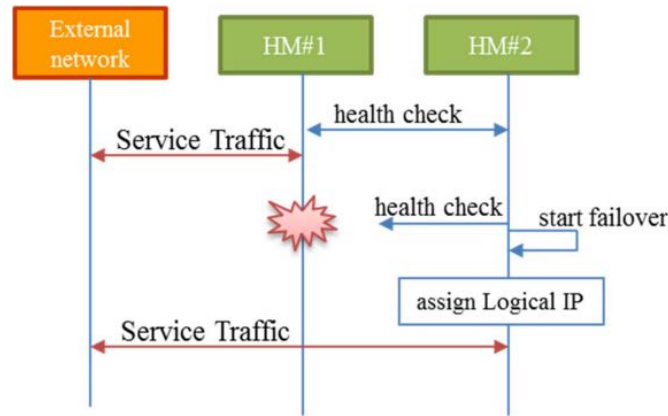 External
network
HM#1
HM#2
health check
Service Traffic
health check
start failover
assign Logical IP
Service Traffic